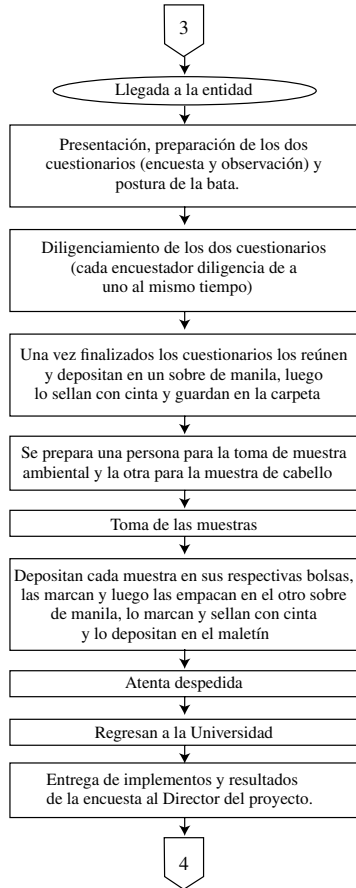 3
Llegada a la entidad
Presentación, preparación de los dos
cuestionarios (encuesta y observación) y
postura de la bata.
Diligenciamiento de los dos cuestionarios
(cada encuestador diligencia de a
uno al mismo tiempo)
Una vez finalizados los cuestionarios los reúnen
y depositan en un sobre de manila, luego
lo sellan con cinta y guardan en la carpeta
Se prepara una persona para la toma de muestra
ambiental y la otra para la muestra de cabello
Toma de las muestras
Depositan cada muestra en sus respectivas bolsas,
las marcan y luego las empacan en el otro sobre
de manila, lo marcan y sellan con cinta
y lo depositan en el maletín
Atenta despedida
Regresan a la Universidad
Entrega de implementos y resultados
de la encuesta al Director del proyecto.
4